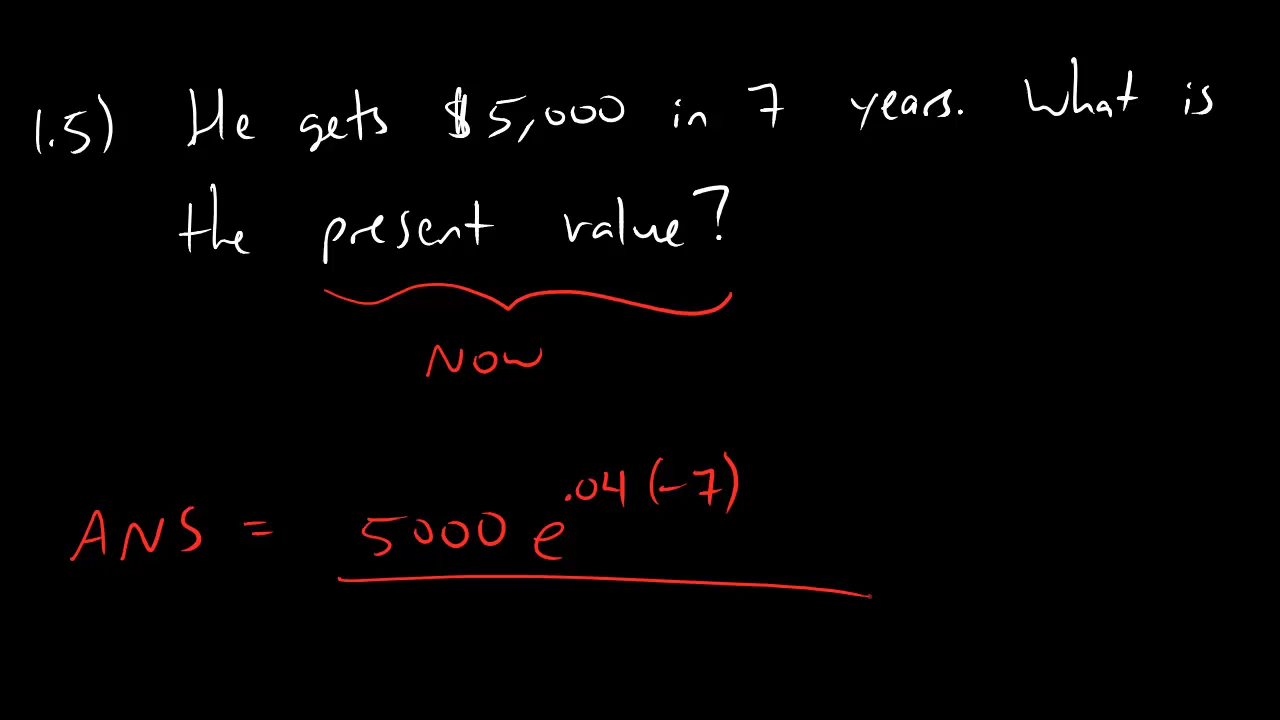 1.5) He gets $5,000 in 7 years. What is
the present value?
NOW
ANS = 5000 e^.04(-7)